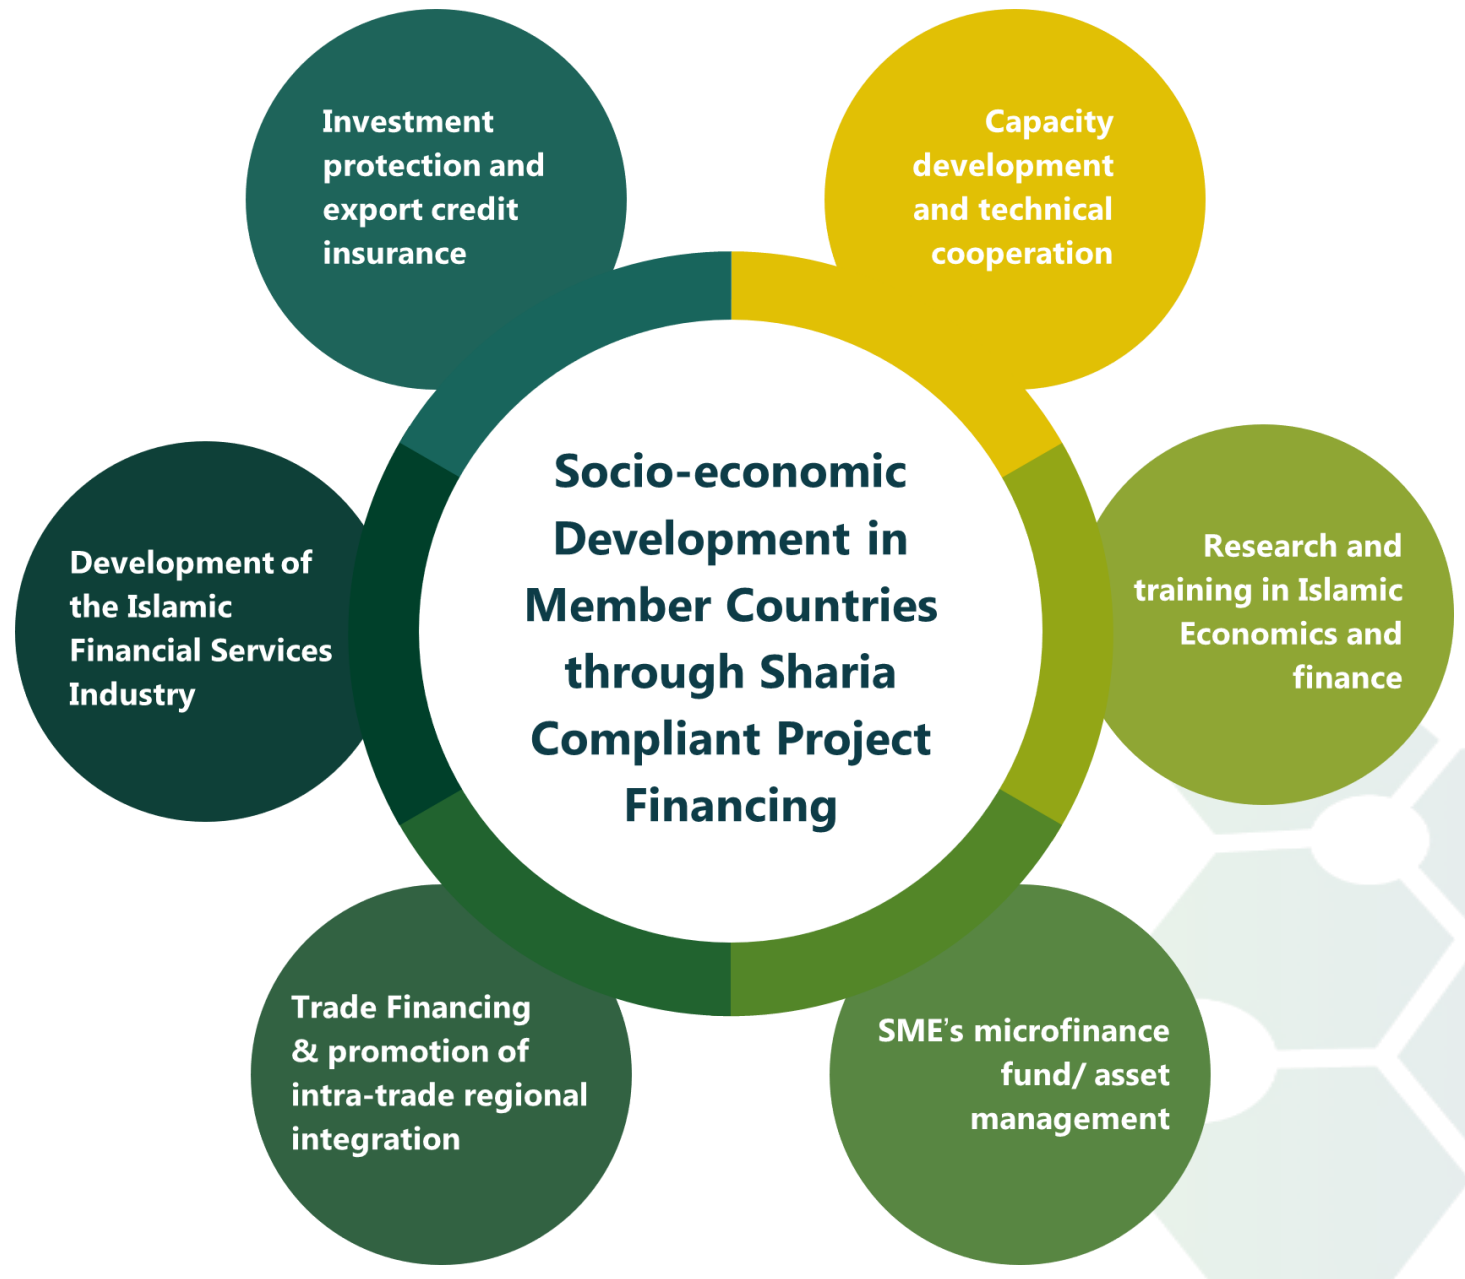 Investment
protection and
export credit
insurance
Capacity
development
and technical
cooperation
Development of
the Islamic
Financial Services
Industry
Socio-economic
Development in
Member Countries
through Sharia
Compliant Project
Financing
Research and
training in Islamic
Economics and
finance
Trade Financing
& promotion of
intra-trade regional
integration
SME's microfinance
fund/ asset
management